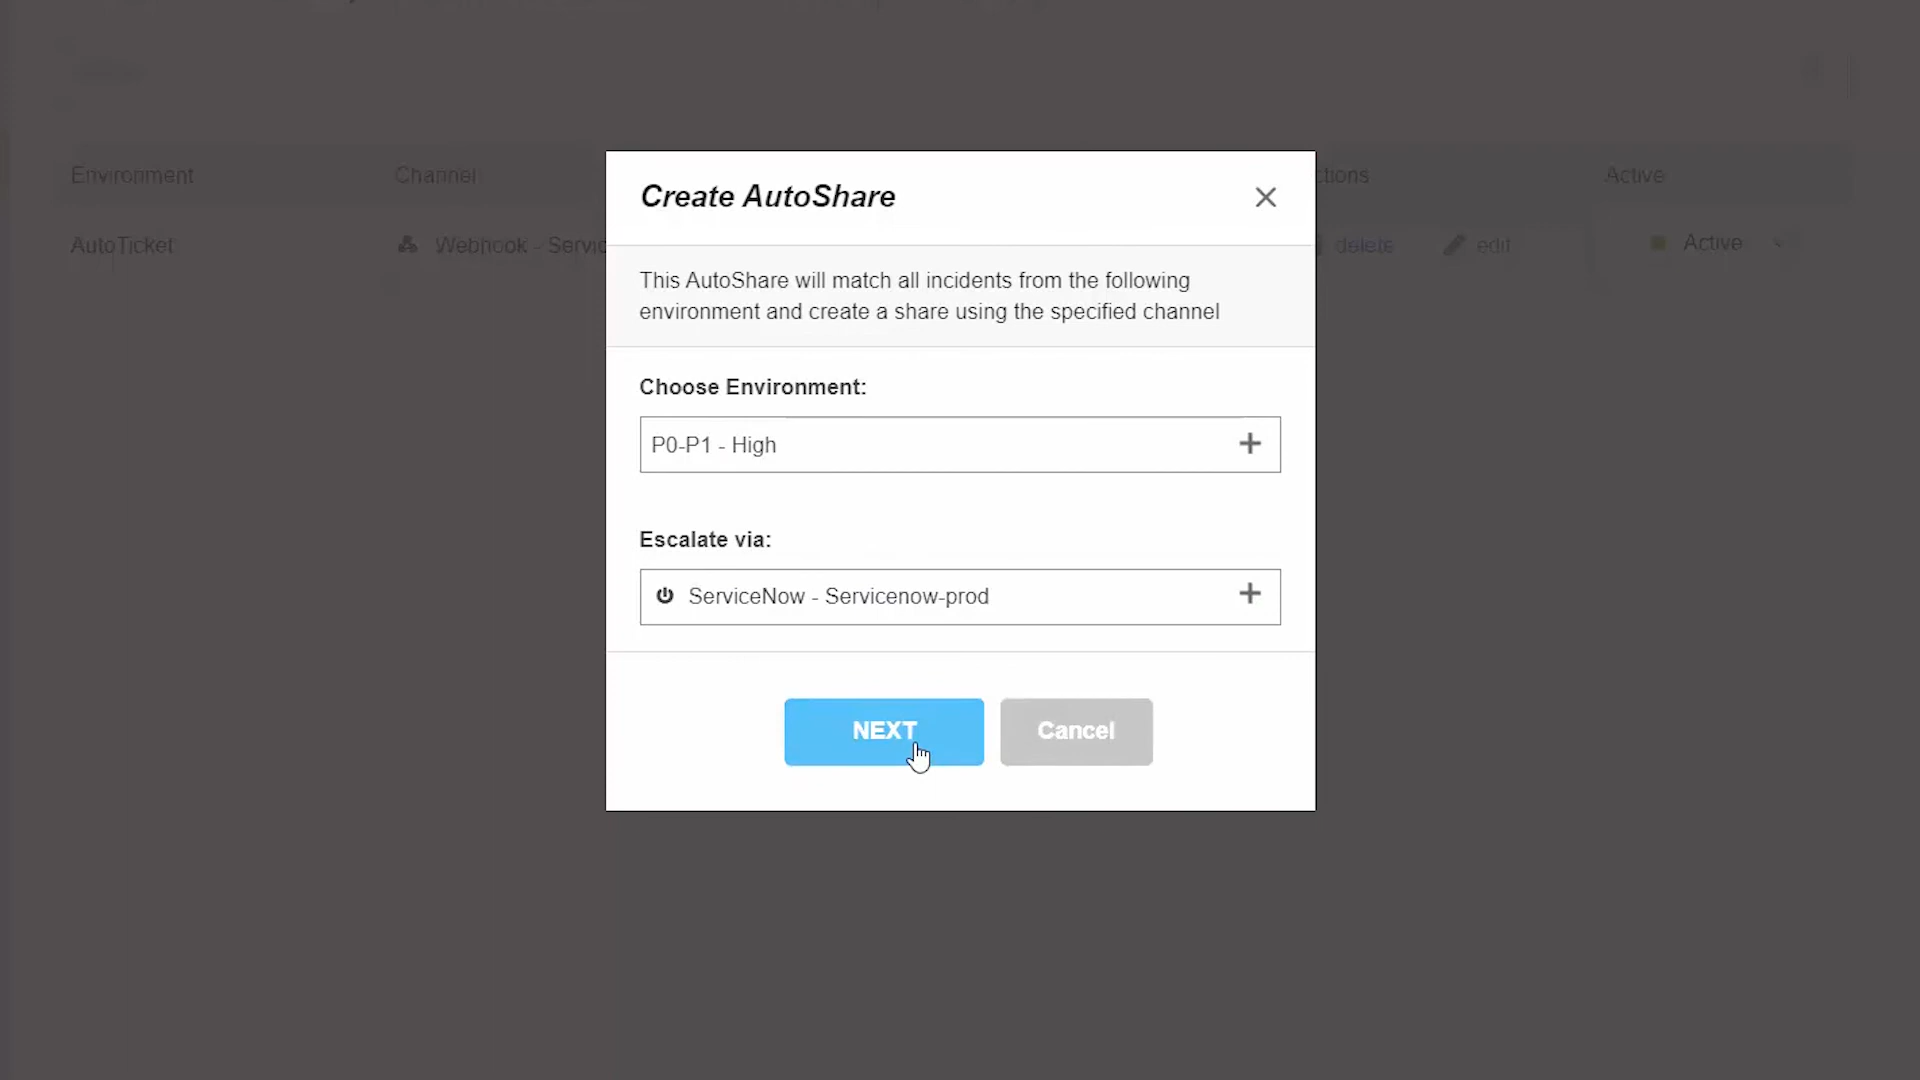 Environment
Channel
ctions
Active
AutoTicket
Webhook - Servic
delete
edit
Active
Create AutoShare
This AutoShare will match all incidents from the following
environment and create a share using the specified channel
Choose Environment:
P0-P1 - High
Escalate via:
ServiceNow - Servicenow-prod
NEXT
Cancel